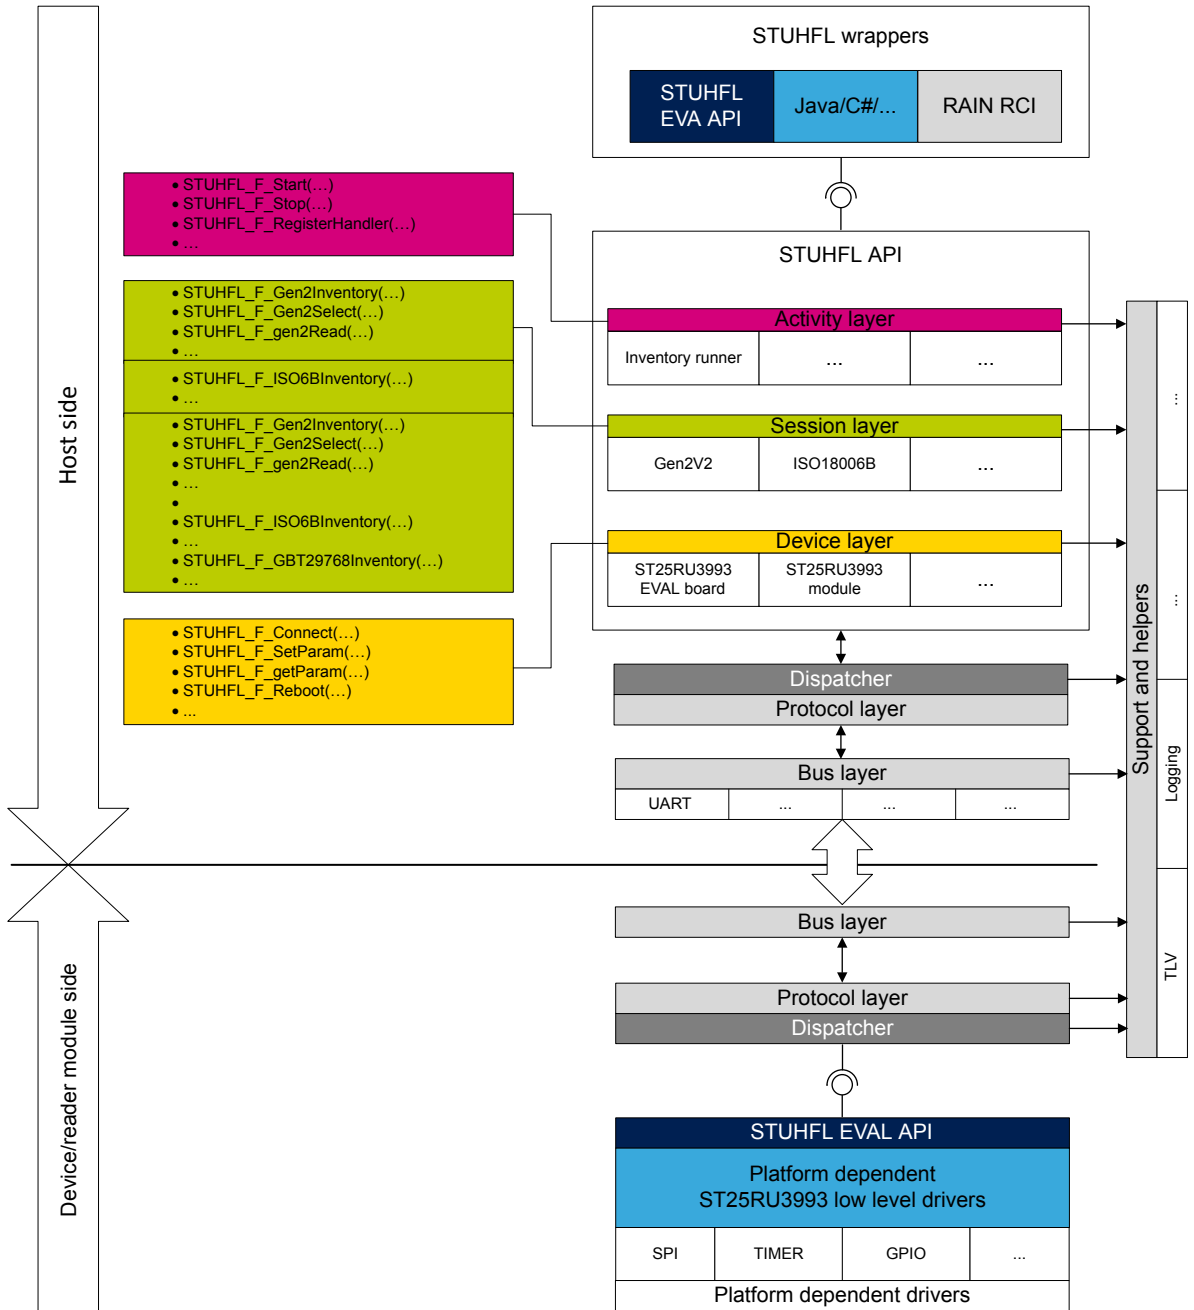 STUHFL wrappers
STUHFL
EVA API
Java/C#/...
RAIN RCI
• STUHFL_F_Start(…)
• STUHFL_F_Stop(…)
• STUHFL_F_RegisterHandler(…)
• …
STUHFL API
• STUHFL_F_Gen2Inventory(…)
• STUHFL_F_Gen2Select(…)
• STUHFL_F_gen2Read(…)
• …
• STUHFL_F_ISO6BInventory(…)
• …
• STUHFL_F_Gen2Inventory(…)
• STUHFL_F_Gen2Select(…)
• STUHFL_F_gen2Read(…)
• …
•
• STUHFL_F_ISO6BInventory(…)
• …
• STUHFL_F_GBT29768Inventory(…)
• …
• STUHFL_F_Connect(…)
• STUHFL_F_SetParam(…)
• STUHFL_F_getParam(…)
• STUHFL_F_Reboot(…)
• ...
Activity layer
Inventory runner
...
...
Session layer
Gen2V2
ISO18006B
...
Device layer
ST25RU3993
EVAL board
ST25RU3993
module
...
Dispatcher
Protocol layer
Bus layer
UART
...
...
...
Host side
Support and helpers
...
...
Logging
TLV
Device/reader module side
Bus layer
Protocol layer
Dispatcher
STUHFL EVAL API
Platform dependent
ST25RU3993 low level drivers
SPI
TIMER
GPIO
...
Platform dependent drivers